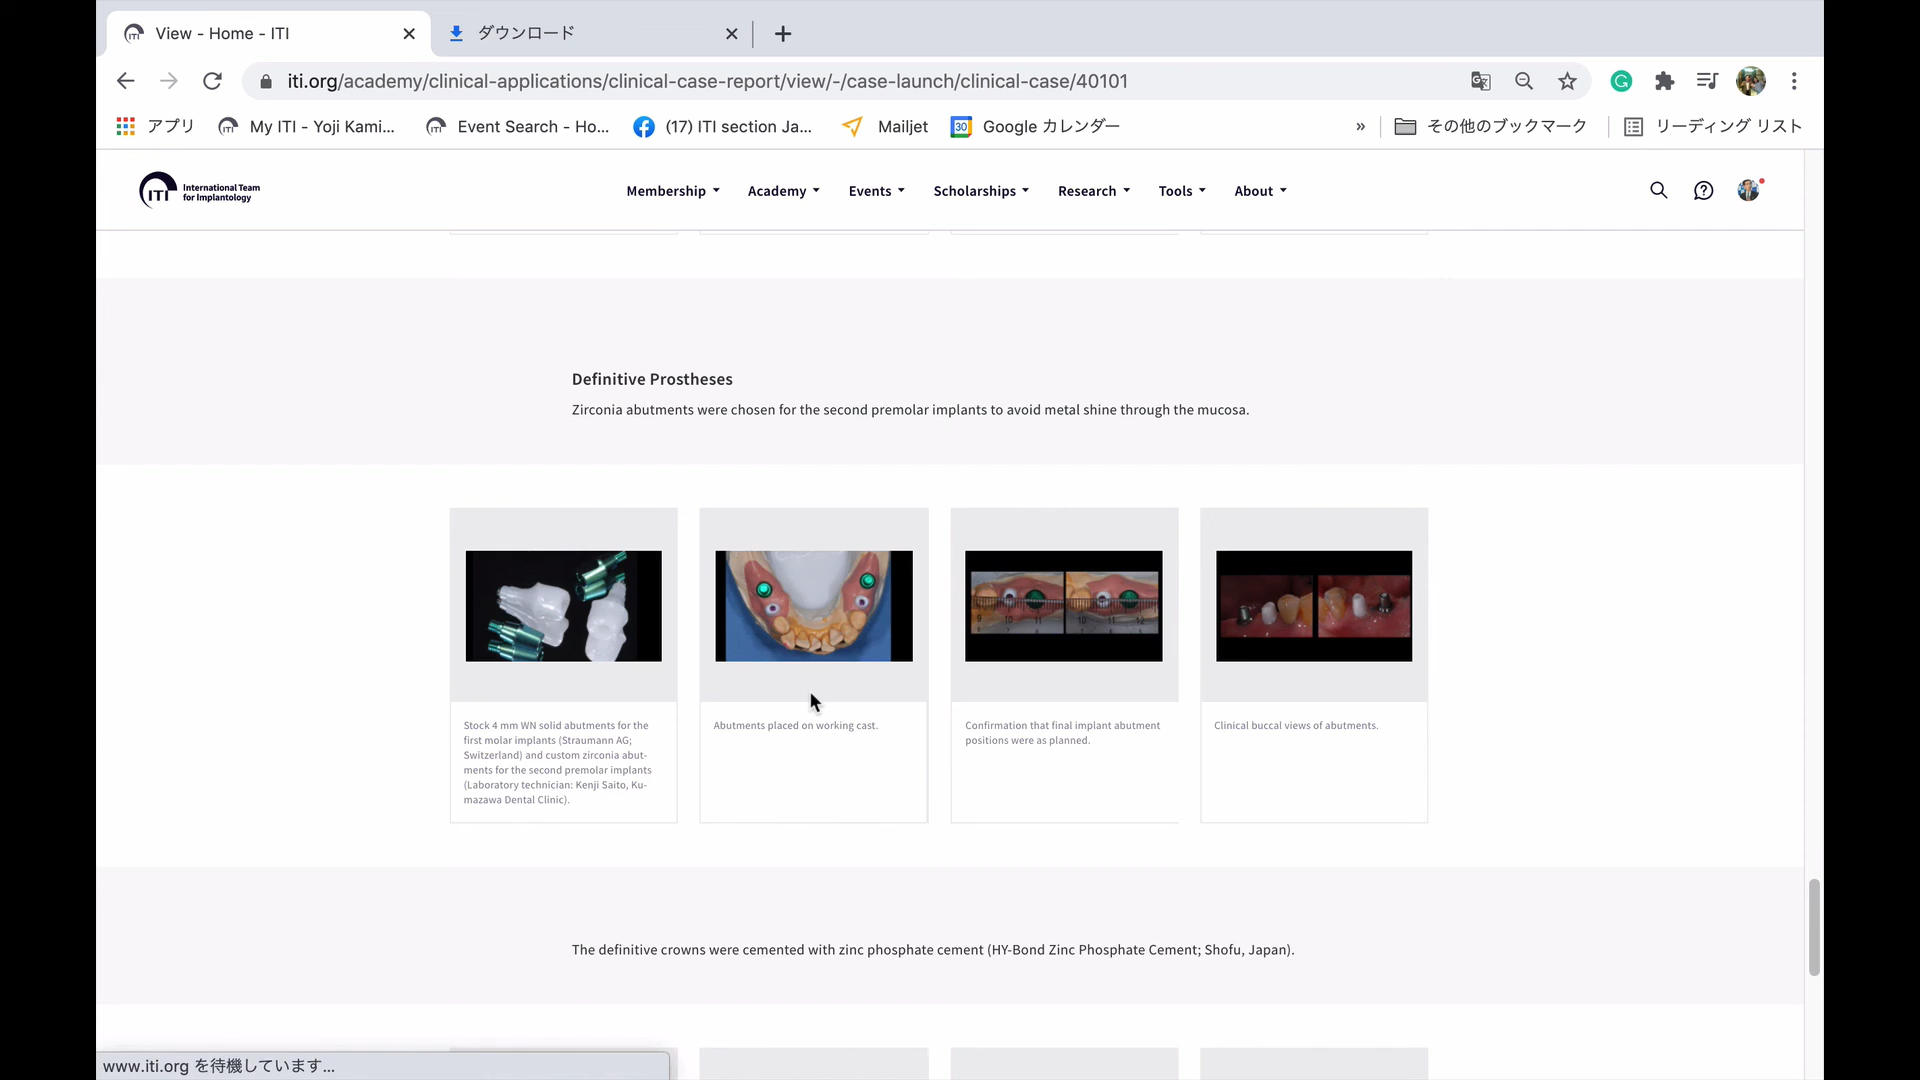 View - Home - ITI
ダウンロード
iti.org/academy/clinical-applications/clinical-case-report/view/-/case-launch/clinical-case/40101
アプリ
My ITI - Yoji Kami...
Event Search - Ho...
(17) ITI section Ja...
Mailjet
30
Google カレンダー
»
その他のブックマーク
リーディング リスト
ITI
International Team
for Implantology
Membership
Academy
Events
Scholarships
Research
Tools
About
Definitive Prostheses
Zirconia abutments were chosen for the second premolar implants to avoid metal shine through the mucosa.
9 10 11
10 11 12
Stock 4 mm WN solid abutments for the
first molar implants (Straumann AG;
Switzerland) and custom zirconia abut-
ments for the second premolar implants
(Laboratory technician: Kenji Saito, Ku-
mazawa Dental Clinic).
Abutments placed on working cast.
Confirmation that final implant abutment
positions were as planned.
Clinical buccal views of abutments.
The definitive crowns were cemented with zinc phosphate cement (HY-Bond Zinc Phosphate Cement; Shofu, Japan).
www.iti.org を待機しています...